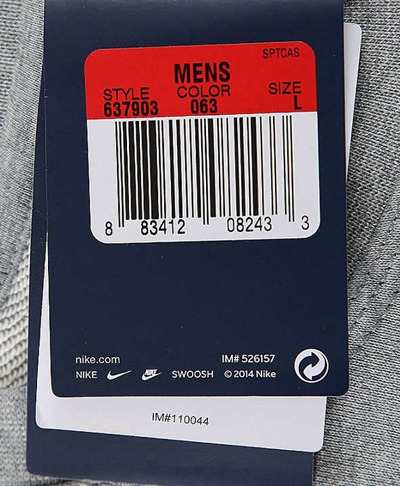 SPTCAS
MENS
STYLE COLOR SIZE
637903 063 L
8 83412 08243 3
nike.com IM# 526157
NIKE SWOOSH © 2014 Nike
IM#110044